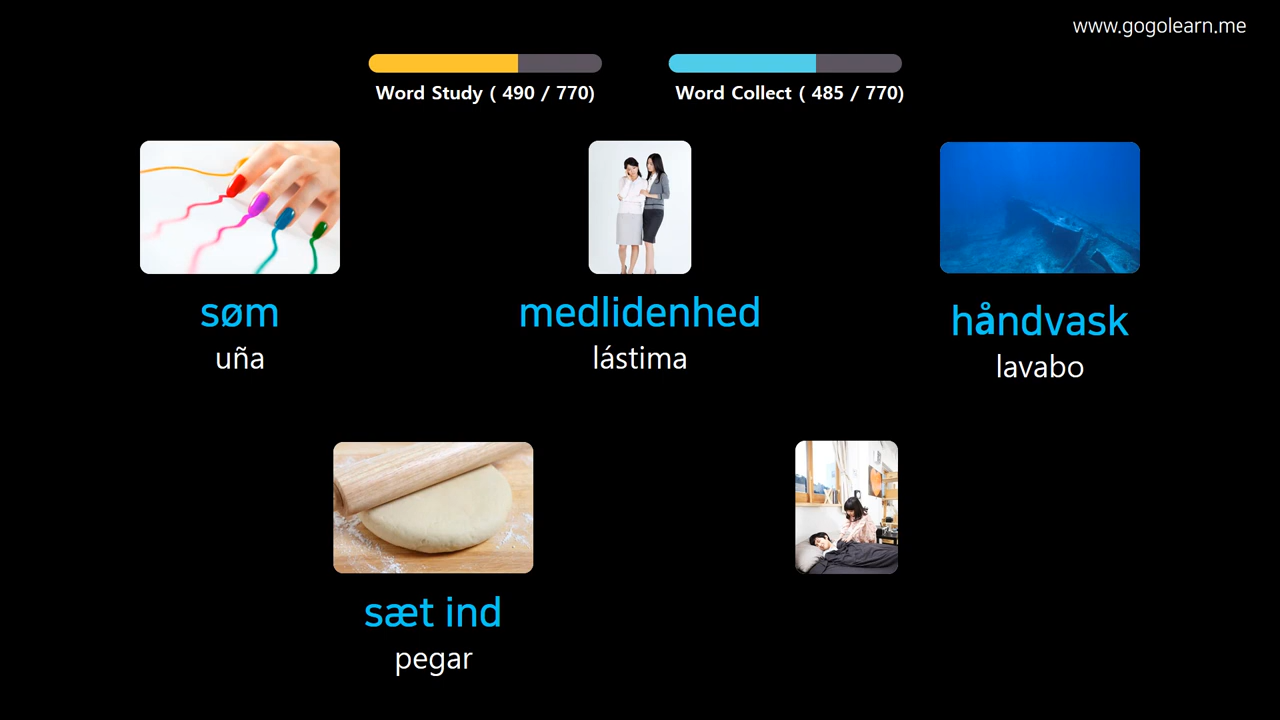 www.gogolearn.me
Word Study ( 490 / 770)
Word Collect ( 485 / 770)
søm
uña
medlidenhed
lástima
håndvask
lavabo
sæt ind
pegar